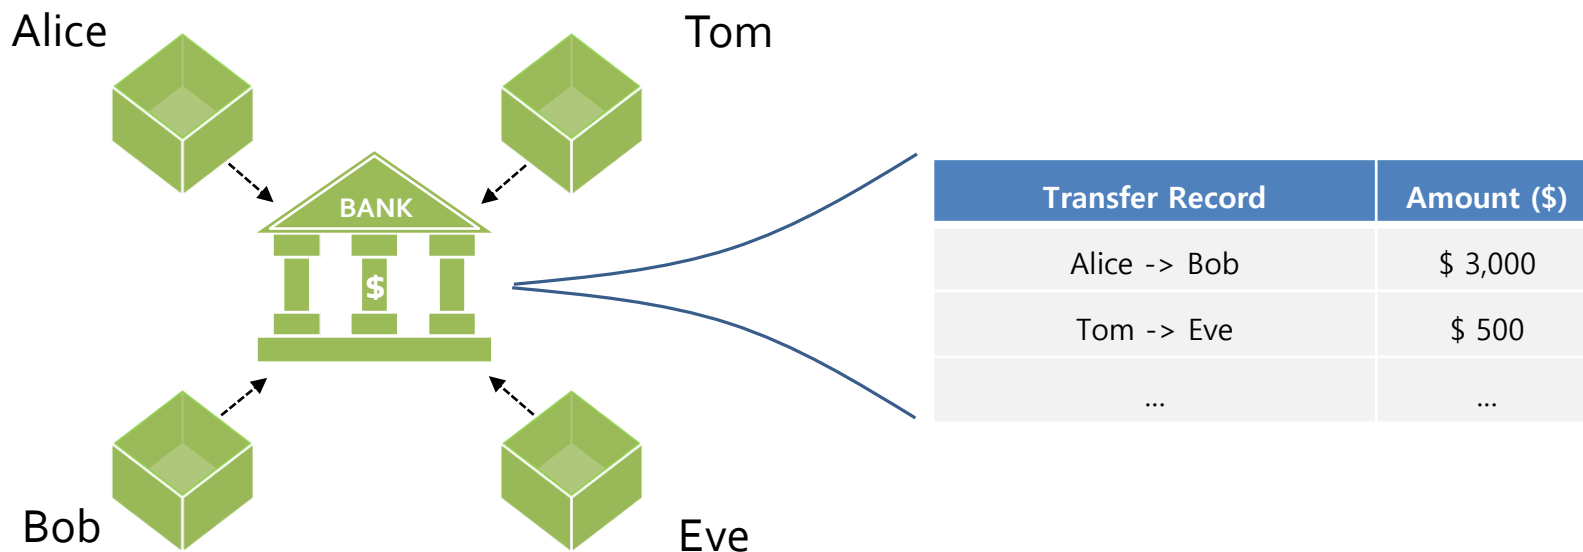 Alice
Tom
BANK
$
Bob
Eve
Transfer Record Amount ($)
Alice -> Bob $ 3,000
Tom -> Eve $ 500
... ...